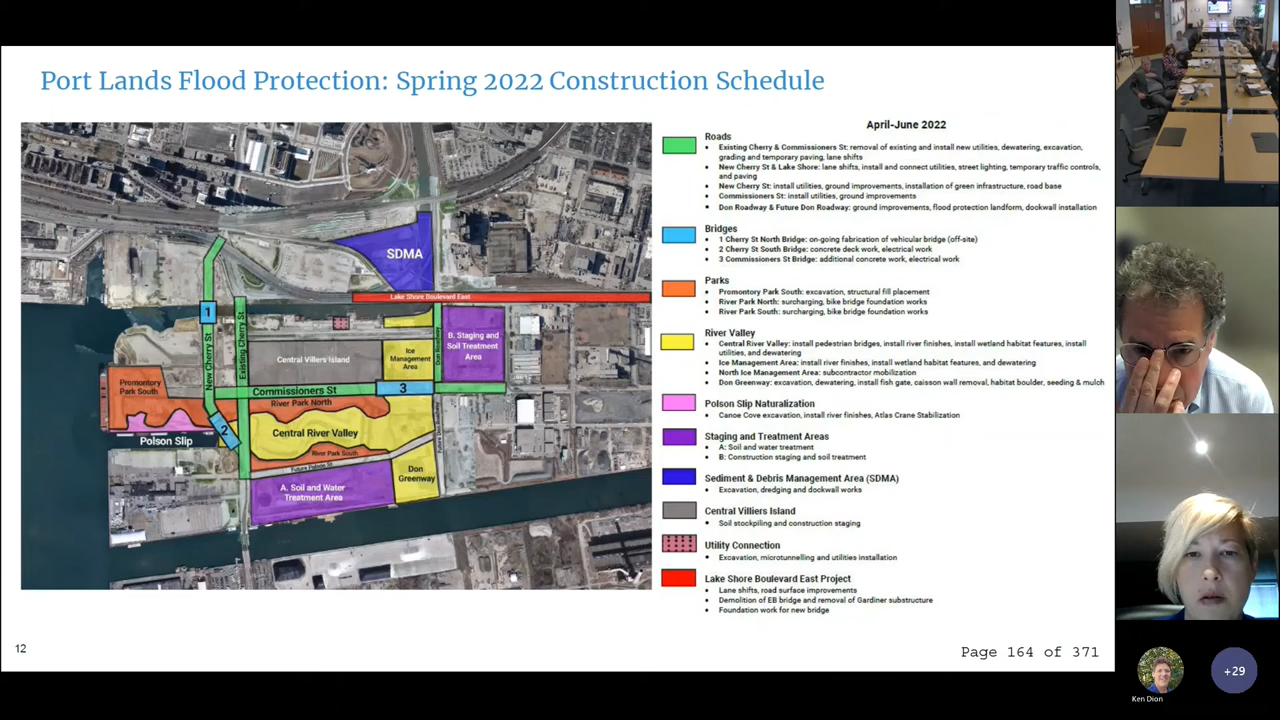 Port Lands Flood Protection: Spring 2022 Construction Schedule
SDMA
Lake Shore Boulevard East
1
New Cherry St
Existing Cherry St
Central Villers Island
Ice
Management
Area
Don Roadway
B. Staging and
Soil Treatment
Area
Promontory
Park South
Commissioners St
3
River Park North
2
Polson Slip
Central River Valley
River Park South
Don
Greenway
A. Soil and Water
Treatment Area
April-June 2022
Roads
• Existing Cherry & Commissioners St: removal of existing and install new utilities, dewatering, excavation,
grading and temporary paving, lane shifts
• New Cherry St & Lake Shore: lane shifts, install and connect utilities, street lighting, temporary traffic controls,
and paving
• New Cherry St: install utilities, ground improvements, installation of green infrastructure, road base
• Commissioners St: install utilities, ground improvements
• Don Roadway & Future Don Roadway: ground improvements, flood protection landform, dockwall installation
Bridges
• 1 Cherry St North Bridge: on-going fabrication of vehicular bridge (off-site)
• 2 Cherry St South Bridge: concrete deck work, electrical work
• 3 Commissioners St Bridge: additional concrete work, electrical work
Parks
• Promontory Park South: excavation, structural fill placement
• River Park North: surcharging, bike bridge foundation works
• River Park South: surcharging, bike bridge foundation works
River Valley
• Central River Valley: install pedestrian bridges, install river finishes, install wetland habitat features, and install
utilities, and dewatering
• Ice Management Area: install river finishes, install wetland habitat features, and dewatering
• North Ice Management Area: subcontractor mobilization
• Don Greenway: excavation, dewatering, install fish gate, caisson wall removal, habitat boulder, seeding & mulch
Polson Slip Naturalization
• Canoe Cove excavation, install river finishes, Atlas Crane Stabilization
Staging and Treatment Areas
• A: Soil and water treatment
• B: Construction staging and soil treatment
Sediment & Debris Management Area (SDMA)
• Excavation, dredging and dockwall works
Central Villiers Island
• Soil stockpiling and construction staging
Utility Connection
• Excavation, microtunnelling and utilities installation
Lake Shore Boulevard East Project
• Lane shifts, road surface improvements
• Demolition of EB bridge and removal of Gardiner substructure
• Foundation work for new bridge
12
Page 164 of 371
Ken Dion
+29